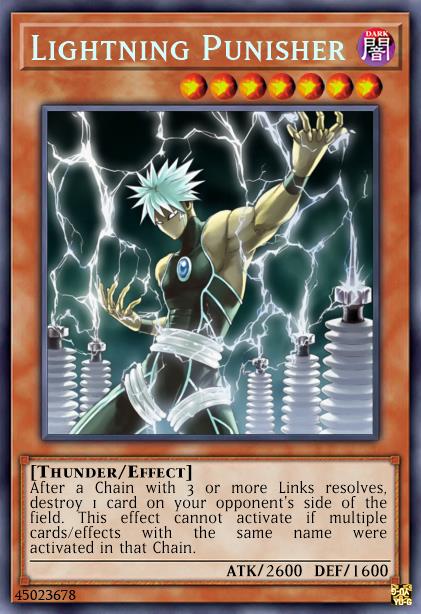 Lightning Punisher
DARK
闇
[Thunder/Effect]
After a Chain with 3 or more Links resolves,
destroy 1 card on your opponent's side of the
field. This effect cannot activate if multiple
cards/effects with the same name were
activated in that Chain.
ATK/2600 DEF/1600
45023678